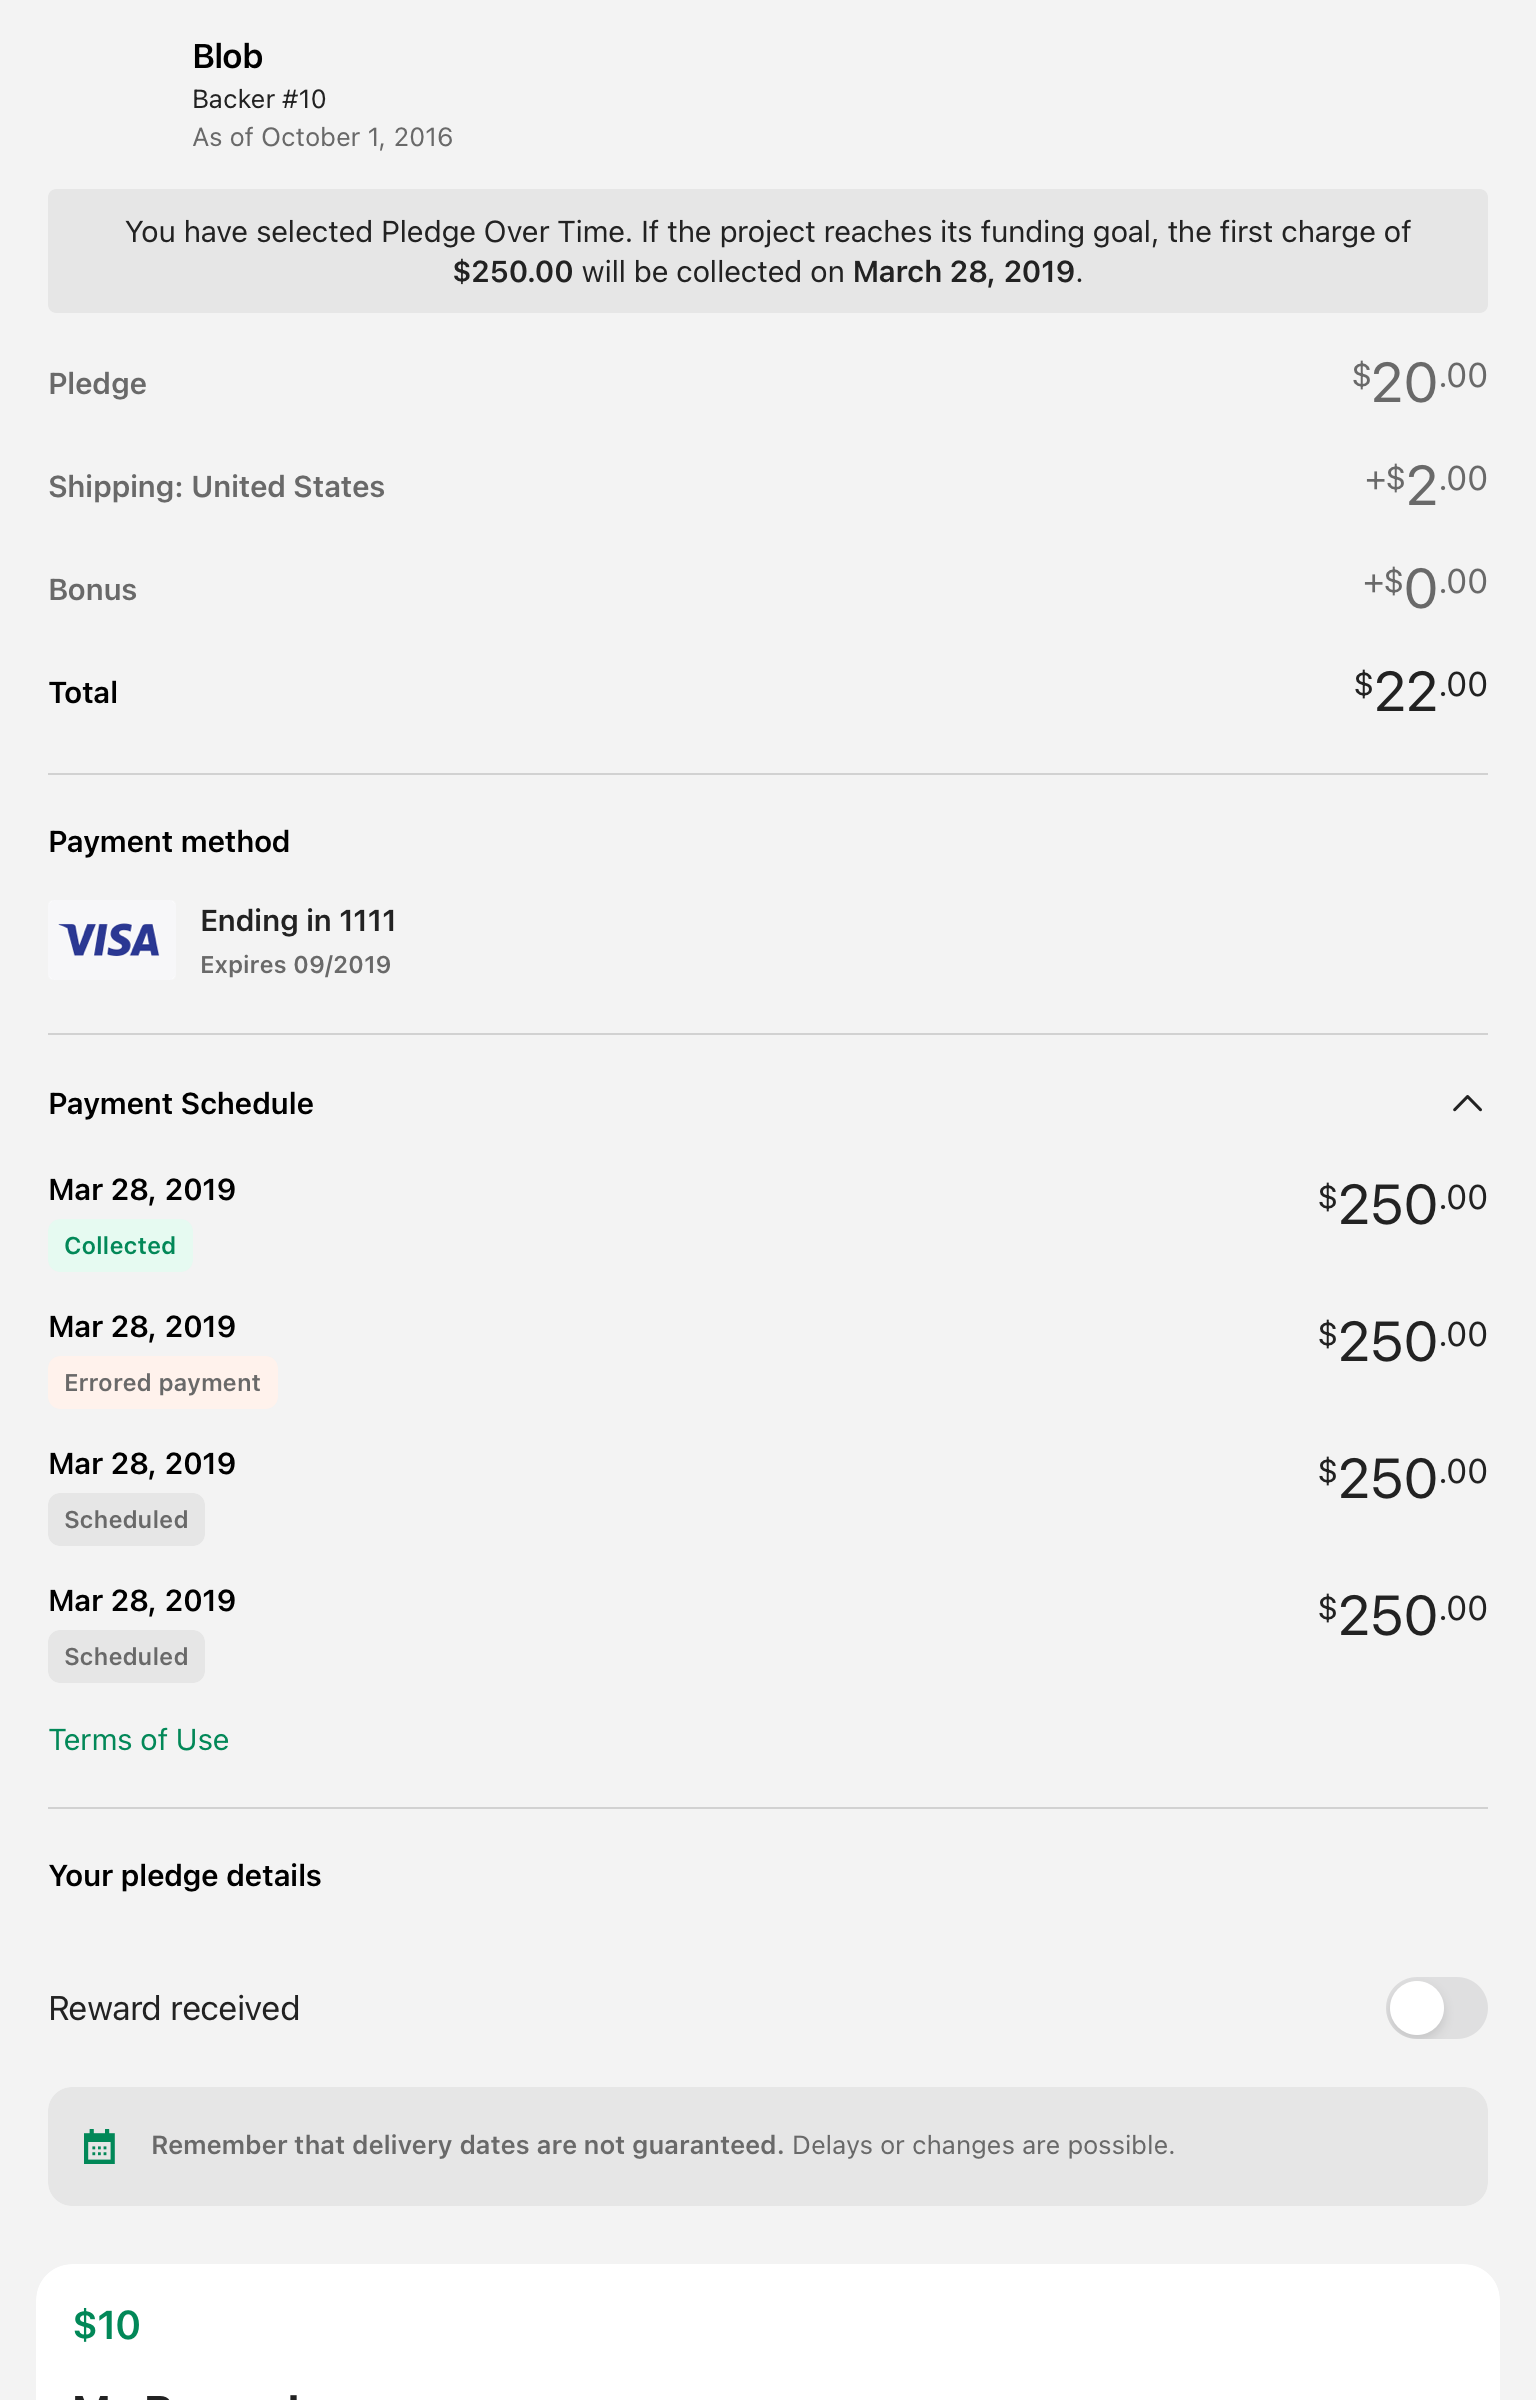 Blob
Backer #10
As of October 1, 2016
You have selected Pledge Over Time. If the project reaches its funding goal, the first charge of
$250.00 will be collected on March 28, 2019.
Pledge $20.00
Shipping: United States +$2.00
Bonus +$0.00
Total $22.00
Payment method
VISA Ending in 1111
Expires 09/2019
Payment Schedule
Mar 28, 2019 $250.00
Collected
Mar 28, 2019 $250.00
Errored payment
Mar 28, 2019 $250.00
Scheduled
Mar 28, 2019 $250.00
Scheduled
Terms of Use
Your pledge details
Reward received
Remember that delivery dates are not guaranteed. Delays or changes are possible.
$10